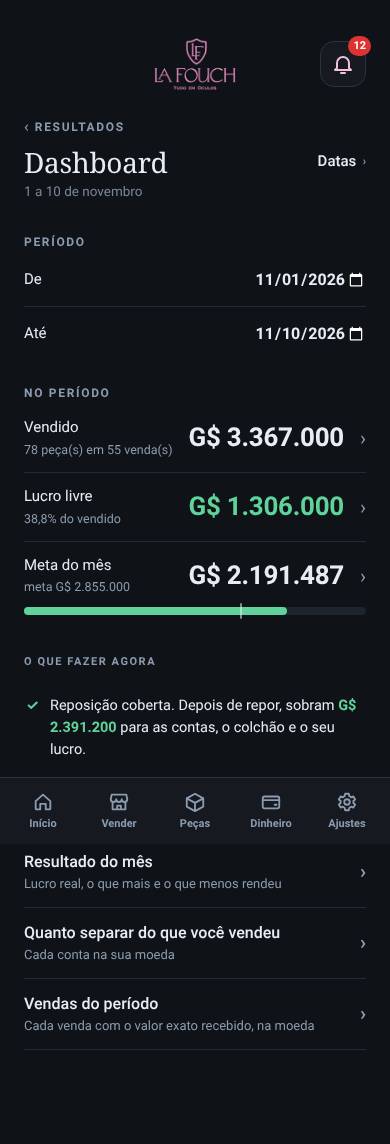 LF
LA FOUCH
Tudo em Óculos
12
‹ RESULTADOS
Dashboard
Datas ›
1 a 10 de novembro
PERÍODO
De
11/01/2026
Até
11/10/2026
NO PERÍODO
Vendido
G$ 3.367.000 ›
78 peça(s) em 55 venda(s)
Lucro livre
G$ 1.306.000 ›
38,8% do vendido
Meta do mês
G$ 2.191.487 ›
meta G$ 2.855.000
O QUE FAZER AGORA
✓ Reposição coberta. Depois de repor, sobram G$
2.391.200 para as contas, o colchão e o seu
lucro.
Início
Vender
Peças
Dinheiro
Ajustes
Resultado do mês ›
Lucro real, o que mais e o que menos rendeu
Quanto separar do que você vendeu ›
Cada conta na sua moeda
Vendas do período ›
Cada venda com o valor exato recebido, na moeda